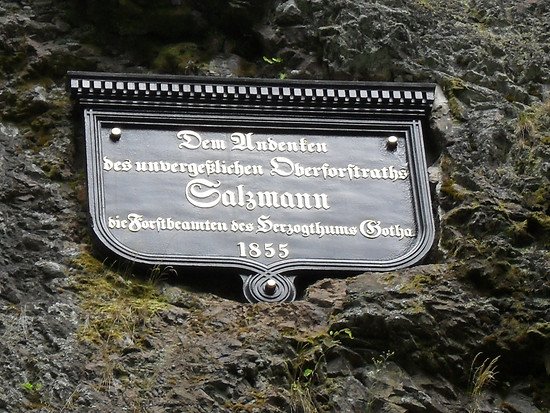 Dem Andenken
des unvergeßlichen Oberforstraths
Salzmann
die Forstbeamten des Herzogthums Gotha
1855